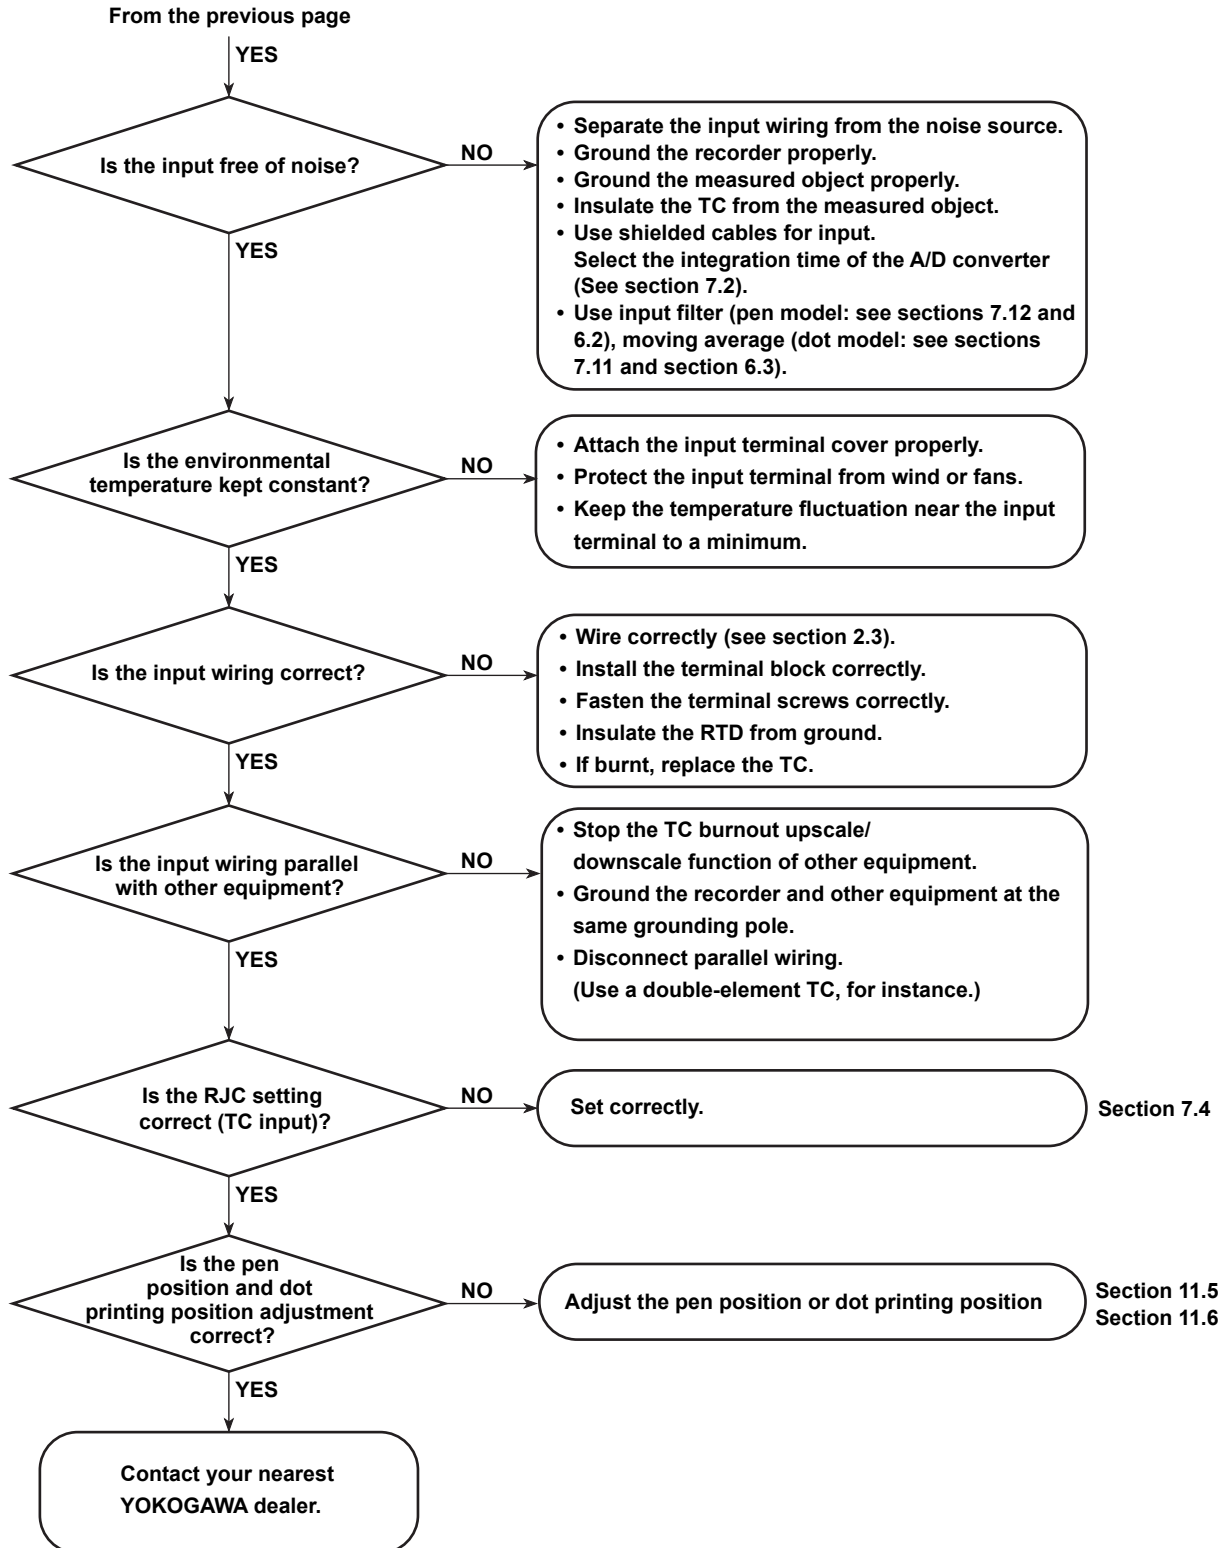 From the previous page
YES
Is the input free of noise?
NO
• Separate the input wiring from the noise source.
• Ground the recorder properly.
• Ground the measured object properly.
• Insulate the TC from the measured object.
• Use shielded cables for input.
Select the integration time of the A/D converter
(See section 7.2).
• Use input filter (pen model: see sections 7.12 and
6.2), moving average (dot model: see sections
7.11 and section 6.3).
YES
Is the environmental
temperature kept constant?
NO
• Attach the input terminal cover properly.
• Protect the input terminal from wind or fans.
• Keep the temperature fluctuation near the input
terminal to a minimum.
YES
Is the input wiring correct?
NO
• Wire correctly (see section 2.3).
• Install the terminal block correctly.
• Fasten the terminal screws correctly.
• Insulate the RTD from ground.
• If burnt, replace the TC.
YES
Is the input wiring parallel
with other equipment?
NO
• Stop the TC burnout upscale/
downscale function of other equipment.
• Ground the recorder and other equipment at the
same grounding pole.
• Disconnect parallel wiring.
(Use a double-element TC, for instance.)
YES
Is the RJC setting
correct (TC input)?
NO
Set correctly.
Section 7.4
YES
Is the pen
position and dot
printing position adjustment
correct?
NO
Adjust the pen position or dot printing position
Section 11.5
Section 11.6
YES
Contact your nearest
YOKOGAWA dealer.